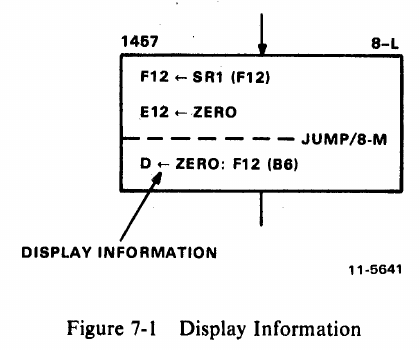 1457 8-L
F12 ← SR1 (F12)
E12 ← ZERO
JUMP/8-M
D ← ZERO: F12 (B6)
DISPLAY INFORMATION
11-5641
Figure 7-1 Display Information